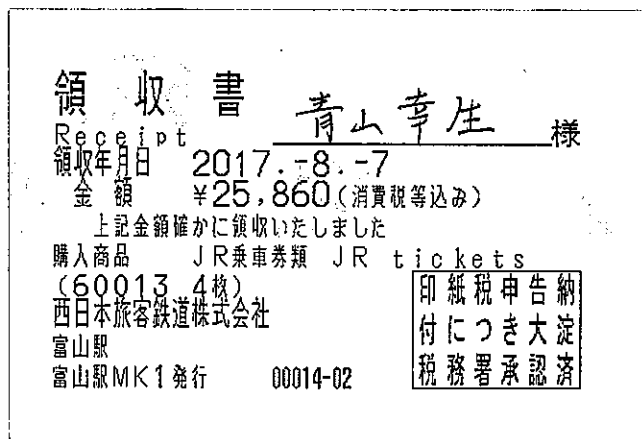 領収書 青山幸生 様
Receipt
領収年月日 2017.-8.-7
金額 ¥25,860(消費税等込み)
上記金額確かに領収いたしました
購入商品 JR乗車券類 JR tickets
(60013 4枚)
西日本旅客鉄道株式会社
富山駅
富山駅MK1発行 00014-02
印紙税申告納
付につき大淀
税務署承認済